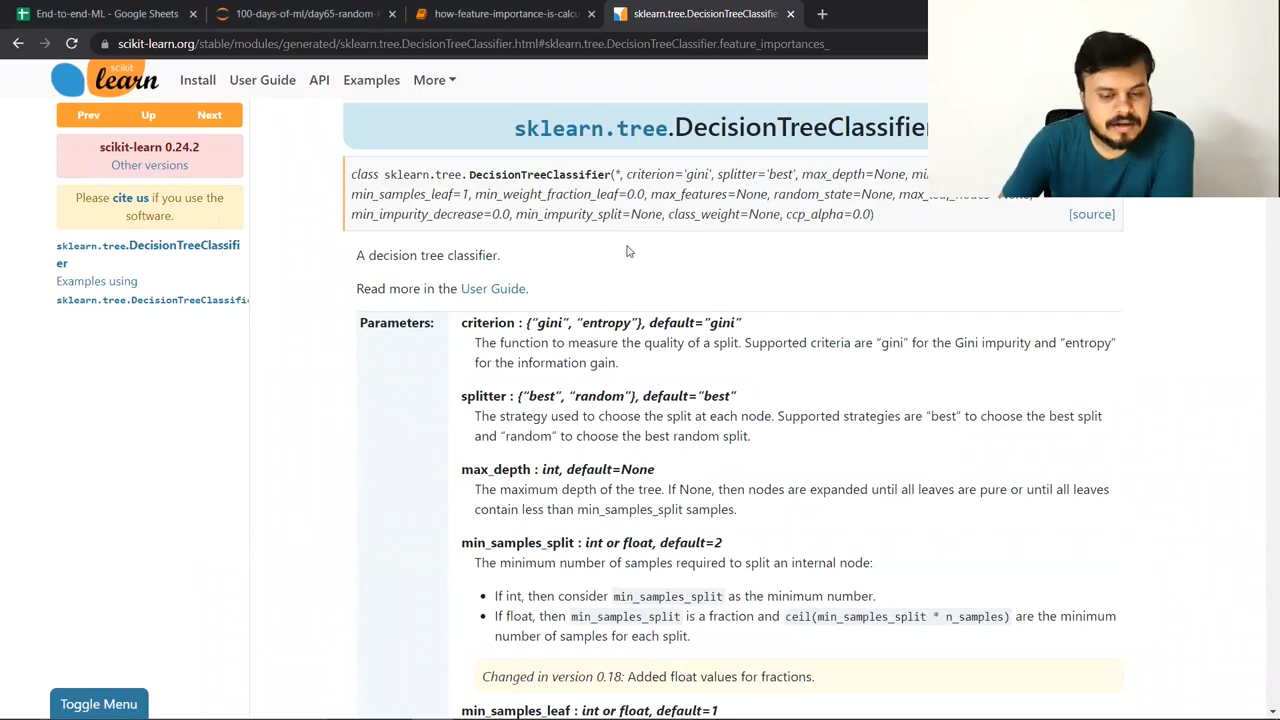 End-to-end-ML - Google Sheets
100-days-of-ml/day65-random-
how-feature-importance-is-calcu
sklearn.tree.DecisionTreeClassifie
scikit-learn.org/stable/modules/generated/sklearn.tree.DecisionTreeClassifier.html#sklearn.tree.DecisionTreeClassifier.feature_importances_
scikit
learn
Install User Guide API Examples More
Prev Up Next
scikit-learn 0.24.2
Other versions
Please cite us if you use the
software.
sklearn.tree.DecisionTreeClassifi
er
Examples using
sklearn.tree.DecisionTreeClassifie
sklearn.tree.DecisionTreeClassifier
class sklearn.tree.DecisionTreeClassifier(*, criterion='gini', splitter='best', max_depth=None,
min_samples_leaf=1, min_weight_fraction_leaf=0.0, max_features=None, random_state=None,
min_impurity_decrease=0.0, min_impurity_split=None, class_weight=None, ccp_alpha=0.0)
[source]
A decision tree classifier.
Read more in the User Guide.
Parameters:
criterion : {"gini", "entropy"}, default="gini"
The function to measure the quality of a split. Supported criteria are "gini" for the Gini impurity and "entropy"
for the information gain.
splitter : {"best", "random"}, default="best"
The strategy used to choose the split at each node. Supported strategies are "best" to choose the best split
and "random" to choose the best random split.
max_depth : int, default=None
The maximum depth of the tree. If None, then nodes are expanded until all leaves are pure or until all leaves
contain less than min_samples_split samples.
min_samples_split : int or float, default=2
The minimum number of samples required to split an internal node:
• If int, then consider min_samples_split as the minimum number.
• If float, then min_samples_split is a fraction and ceil(min_samples_split * n_samples) are the minimum
number of samples for each split.
Changed in version 0.18: Added float values for fractions.
min_samples_leaf : int or float, default=1
Toggle Menu